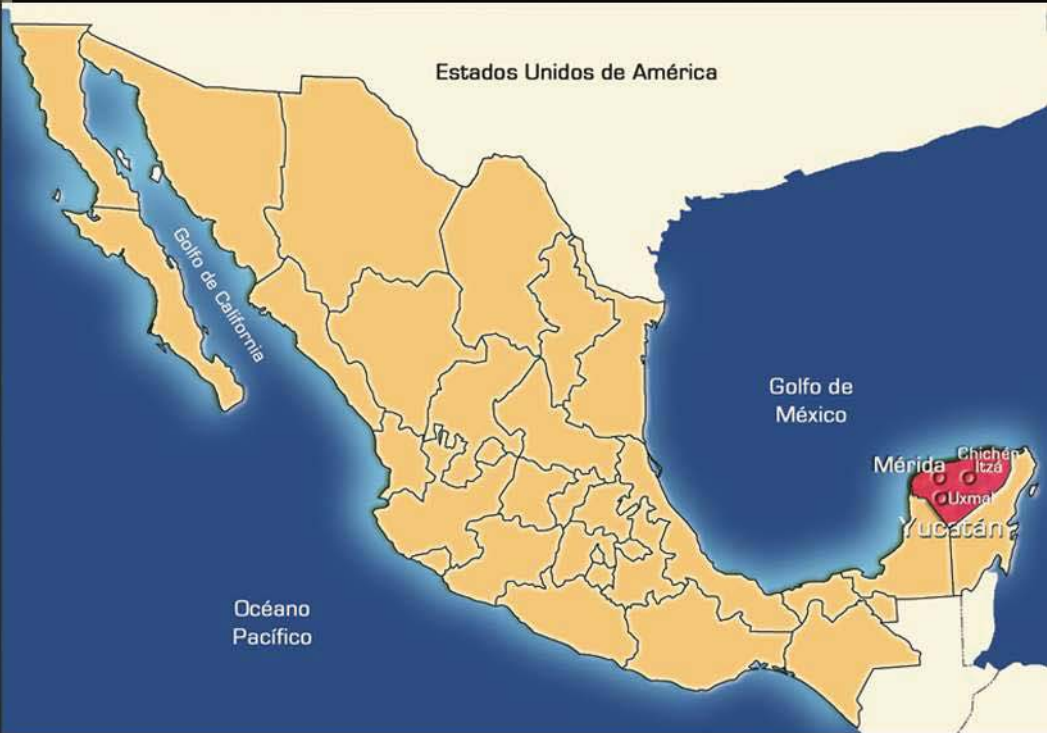 Estados Unidos de América
Golfo de California
Golfo de
México
Mérida
Chichén
Itzá
Uxmal
Yucatán
Océano
Pacífico